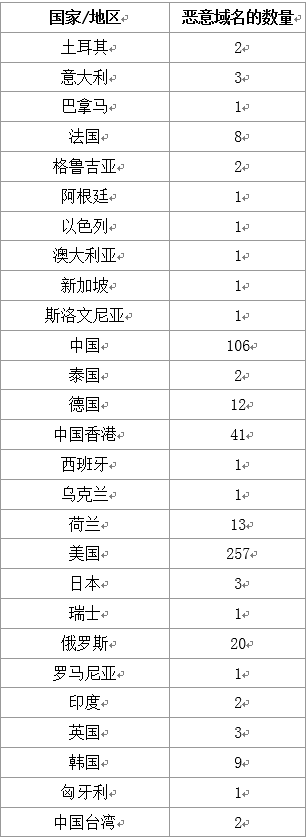 国家/地区 恶意域名的数量
土耳其 2
意大利 3
巴拿马 1
法国 8
格鲁吉亚 2
阿根廷 1
以色列 1
澳大利亚 1
新加坡 1
斯洛文尼亚 1
中国 106
泰国 2
德国 12
中国香港 41
西班牙 1
乌克兰 1
荷兰 13
美国 257
日本 3
瑞士 1
俄罗斯 20
罗马尼亚 1
印度 2
英国 3
韩国 9
匈牙利 1
中国台湾 2